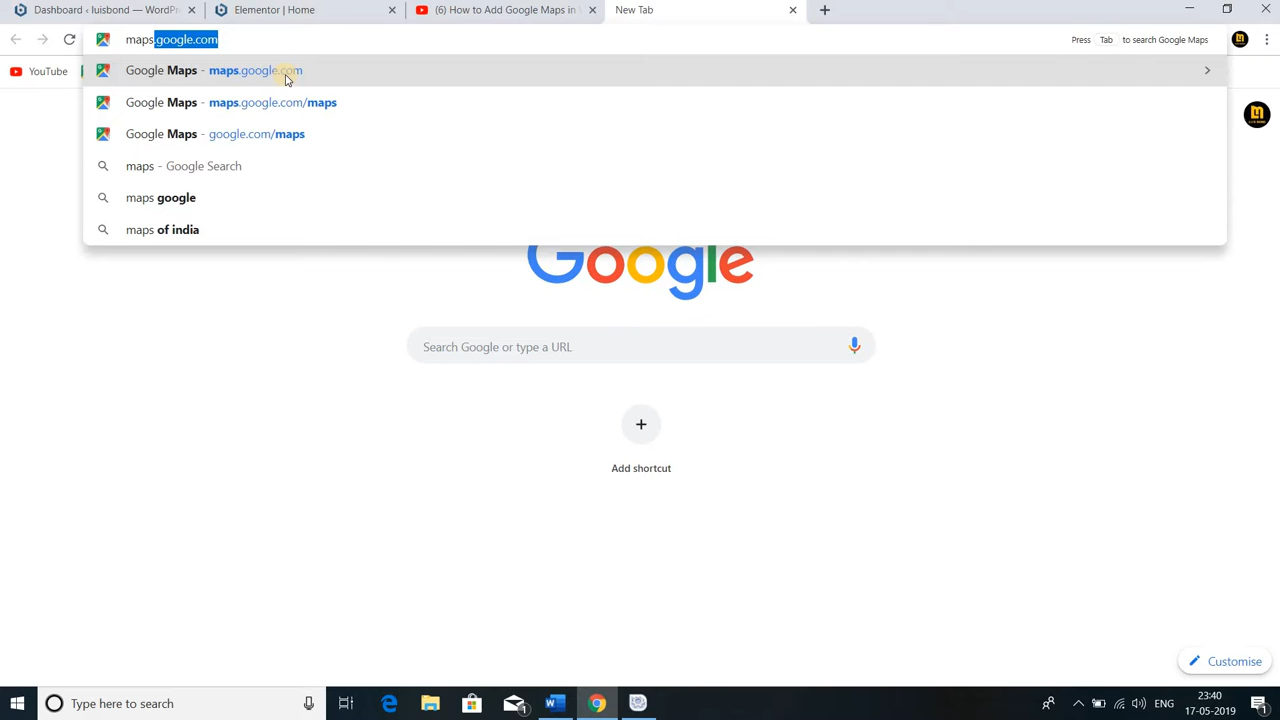 Dashboard ‹ luisbond — WordPr
Elementor | Home
(6) How to Add Google Maps in
New Tab
maps.google.com
Press Tab to search Google Maps
YouTube
Google Maps - maps.google.com
Google Maps - maps.google.com/maps
Google Maps - google.com/maps
maps - Google Search
maps google
maps of india
Google
Search Google or type a URL
Add shortcut
Customise
Type here to search
ENG
23:40
17-05-2019